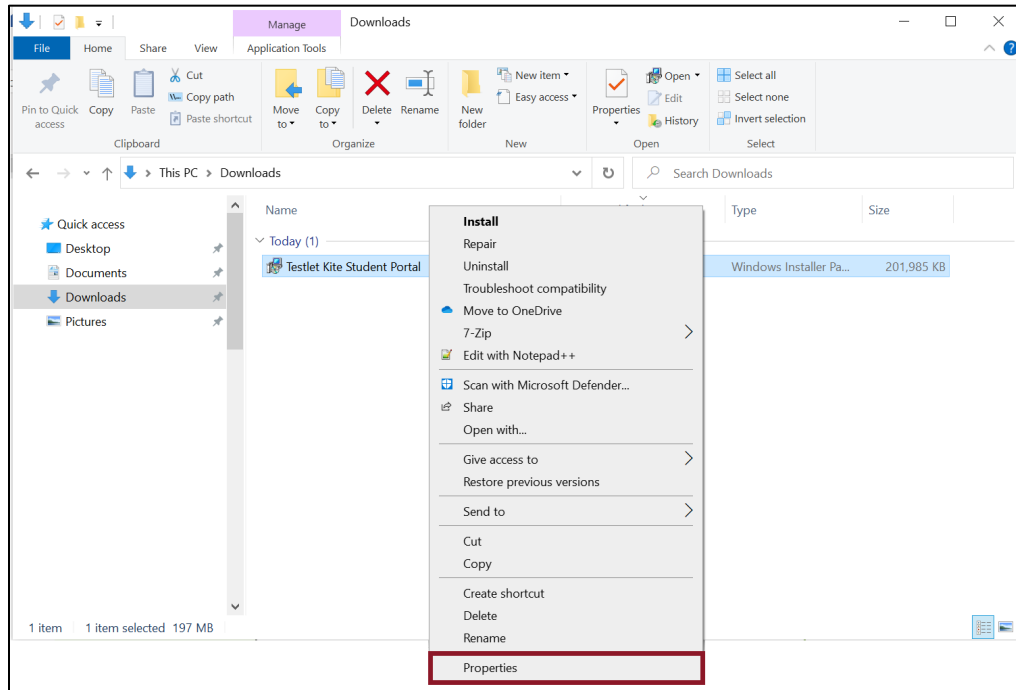 Manage
Downloads
File
Home
Share
View
Application Tools
?
Pin to Quick access
Copy
Paste
Cut
Copy path
Paste shortcut
Clipboard
Move to
Copy to
Delete
Rename
Organize
New folder
New item
Easy access
New
Properties
Open
Edit
History
Open
Select all
Select none
Invert selection
Select
This PC > Downloads
Search Downloads
Quick access
Desktop
Documents
Downloads
Pictures
Name
Type
Size
Today (1)
Testlet Kite Student Portal
Windows Installer Pa...
201,985 KB
Install
Repair
Uninstall
Troubleshoot compatibility
Move to OneDrive
7-Zip
Edit with Notepad++
Scan with Microsoft Defender...
Share
Open with...
Give access to
Restore previous versions
Send to
Cut
Copy
Create shortcut
Delete
Rename
Properties
1 item
1 item selected 197 MB